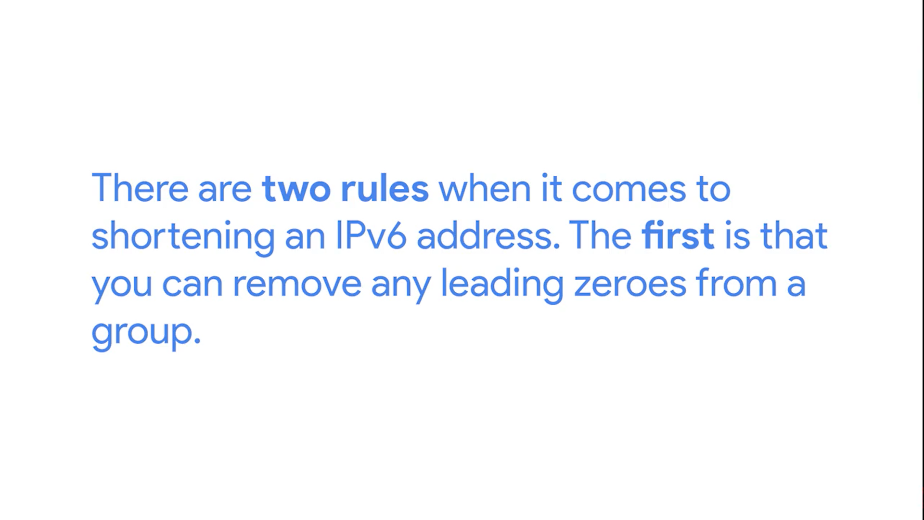 There are two rules when it comes to
shortening an IPv6 address. The first is that
you can remove any leading zeroes from a
group.